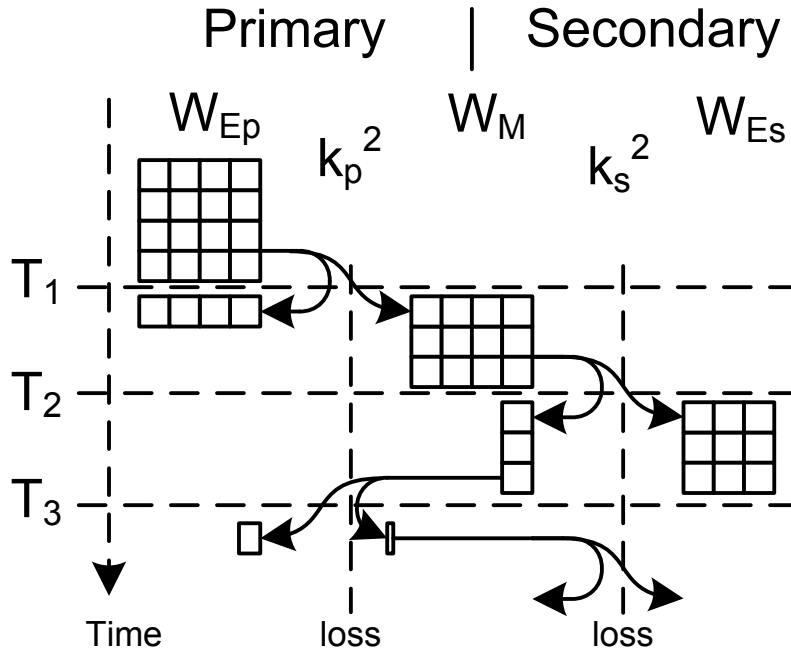 Primary | Secondary
W_Ep W_M W_Es
k_p^2 k_s^2
T_1
T_2
T_3
Time loss loss